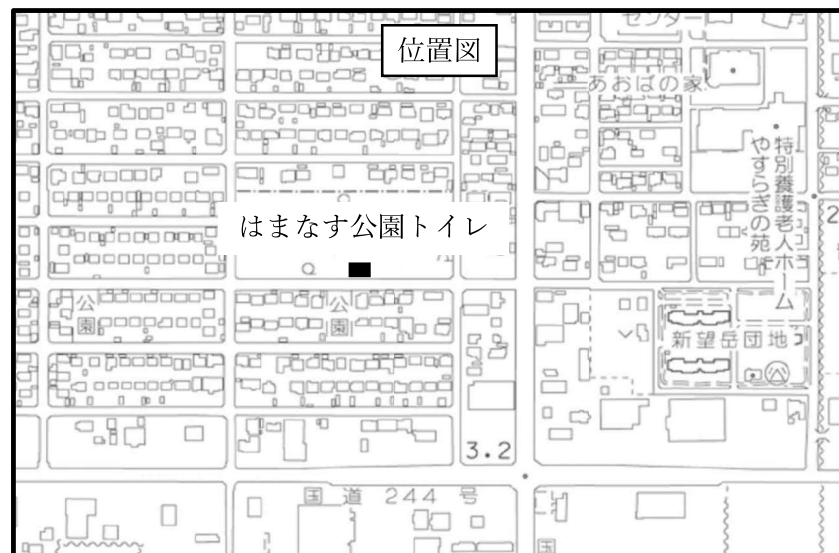 位置図
センター
あおばの家
特別養護老人ホーム
やすらぎの苑
2
はまなす公園トイレ
公園
公園
新望岳団地
3.2
国道244号
国